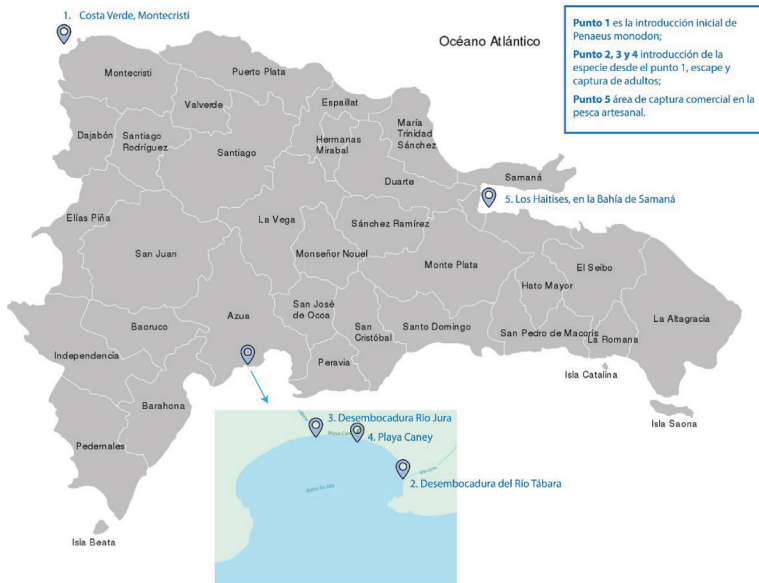 1. Costa Verde, Montecristi
Océano Atlántico
Punto 1 es la introducción inicial de
Penaeus monodon;
Punto 2, 3 y 4 introducción de la
especie desde el punto 1, escape y
captura de adultos;
Punto 5 área de captura comercial en la
pesca artesanal.
Montecristi
Puerto Plata
Valverde
Espaillat
Dajabón
Santiago
Rodríguez
Santiago
Hermanas
Mirabal
María
Trinidad
Sánchez
Duarte
Samaná
5. Los Haitises, en la Bahía de Samaná
Elías Piña
La Vega
Sánchez Ramírez
San Juan
Monseñor Nouel
Monte Plata
Hato
Mayor
El Seibo
La Altagracia
Azua
San José
de Ocoa
San
Cristóbal
Santo Domingo
San Pedro de Macorís
La Romana
Baoruco
Independencia
Peravia
Isla Catalina
Barahona
Isla Saona
Pedernales
Isla Beata
3. Desembocadura Río Jura
4. Playa Caney
2. Desembocadura del Río Tábara